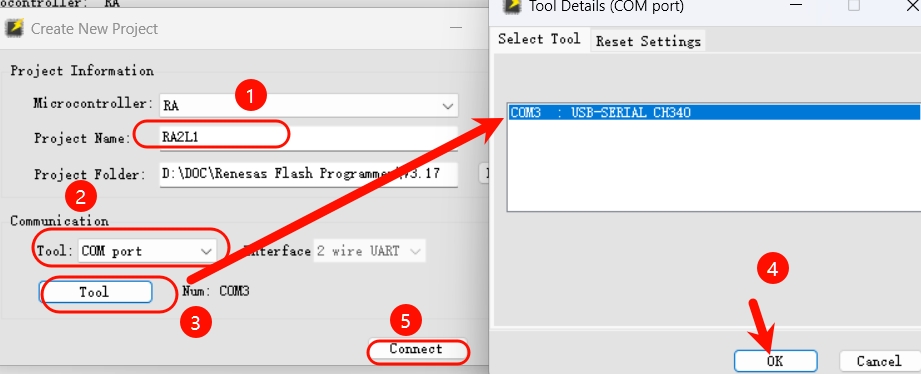 ocontroller: RA
Create New Project
Project Information
1
Microcontroller: RA
Project Name: RA2L1
Project Folder: D:\DOC\Renesas Flash Programmer\V3.17
2
Communication
Tool: COM port
Interface 2 wire UART
Tool
Num: COM3
3
5
Connect
Tool Details (COM port)
Select Tool
Reset Settings
COM3 : USB-SERIAL CH340
4
OK
Cancel